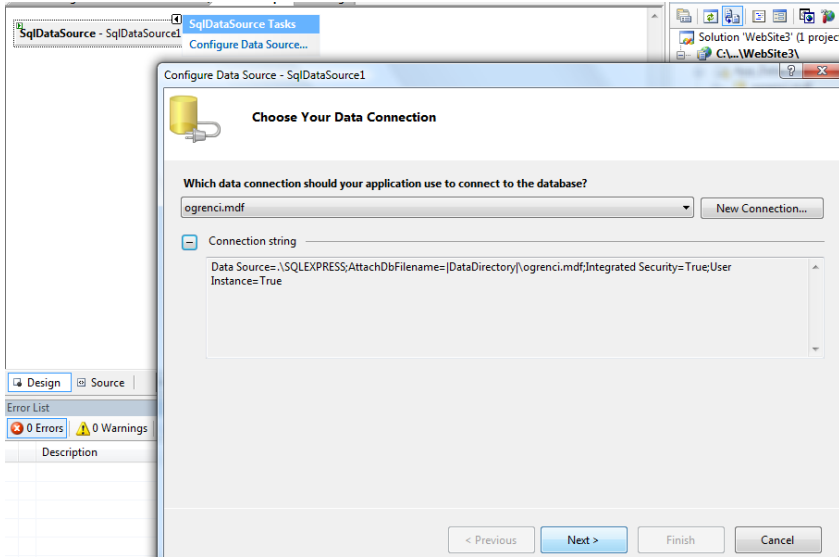 SqlDataSource - SqlDataSource1
SqlDataSource Tasks
Configure Data Source...
Solution 'WebSite3' (1 projec
C:\...\WebSite3\
Configure Data Source - SqlDataSource1
Choose Your Data Connection
Which data connection should your application use to connect to the database?
ogrenci.mdf
New Connection...
Connection string
Data Source=.\SQLEXPRESS;AttachDbFilename=|DataDirectory|\ogrenci.mdf;Integrated Security=True;User
Instance=True
Design
Source
Error List
0 Errors
0 Warnings
Description
< Previous
Next >
Finish
Cancel